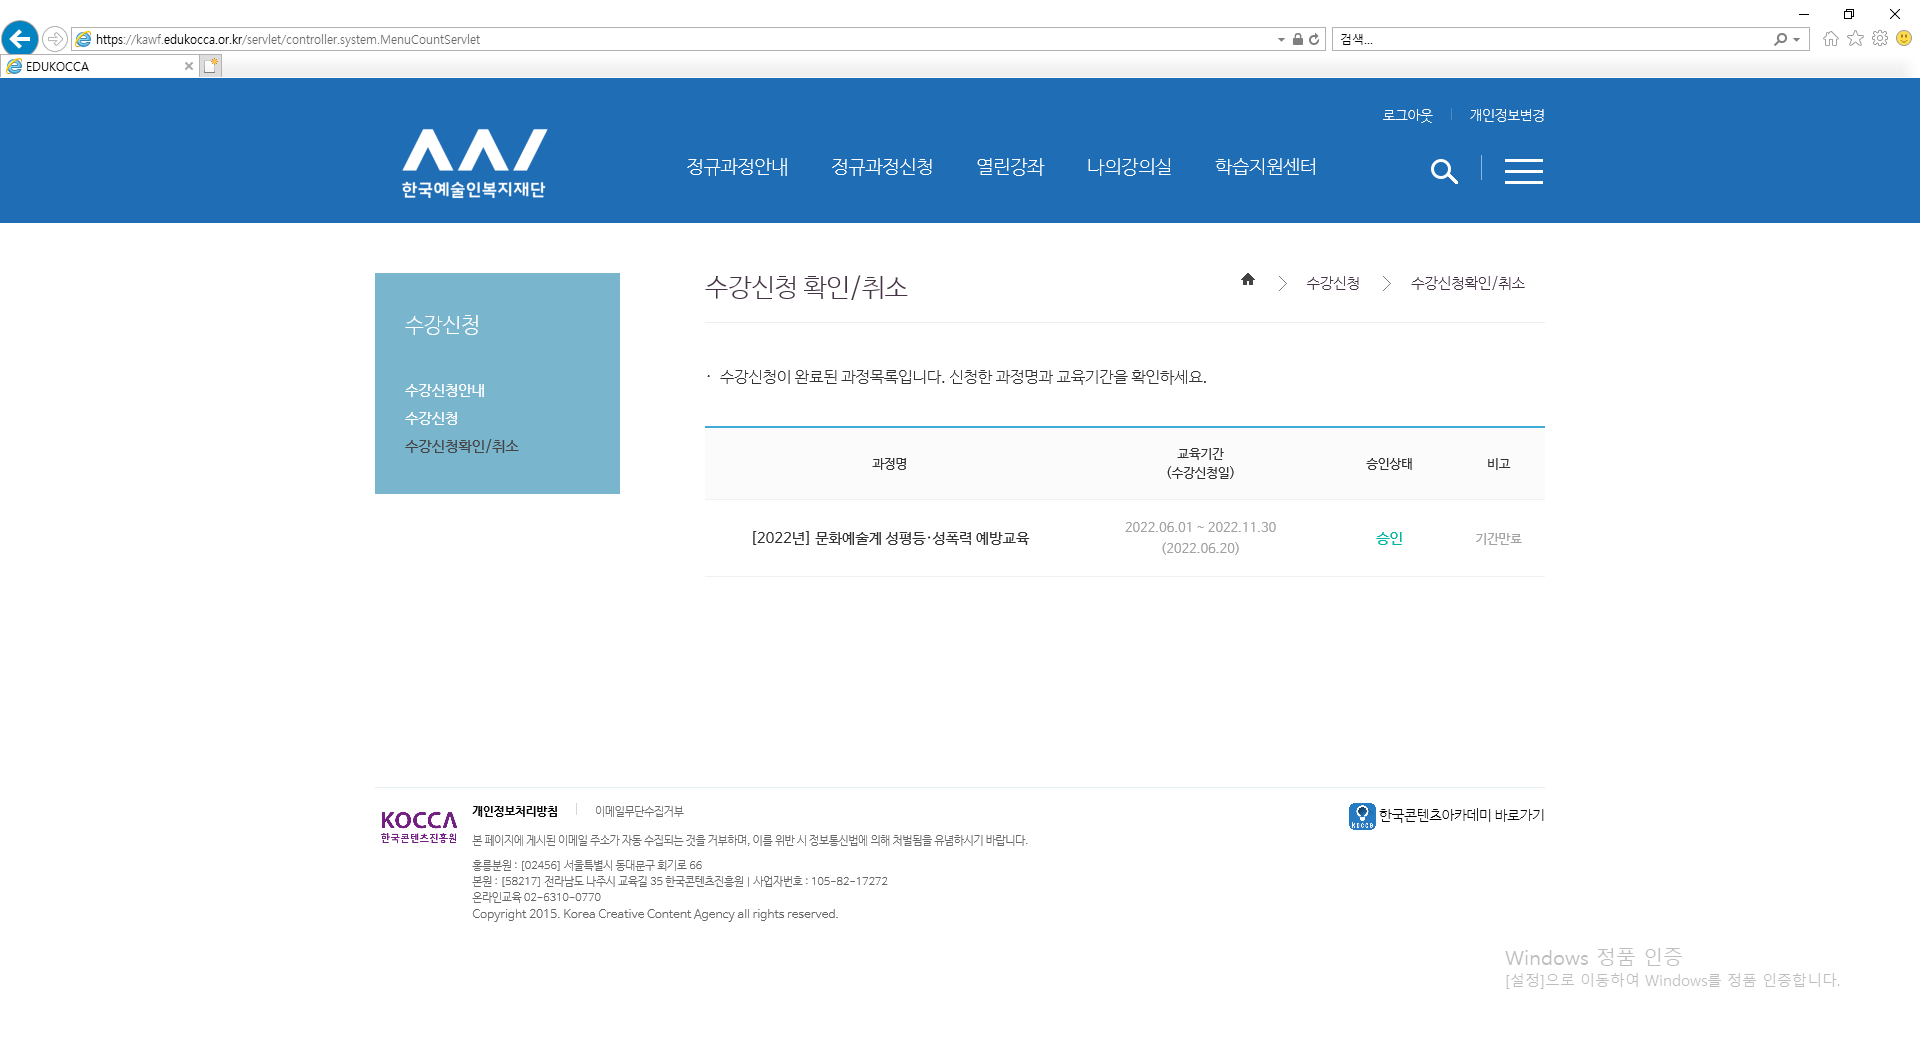 https://kawf.edukocca.or.kr/servlet/controller.system.MenuCountServlet
검색...
EDUKOCCA
로그아웃
개인정보변경
한국예술인복지재단
정규과정안내
정규과정신청
열린강좌
나의강의실
학습지원센터
수강신청
수강신청안내
수강신청
수강신청확인/취소
수강신청 확인/취소
수강신청
수강신청확인/취소
· 수강신청이 완료된 과정목록입니다. 신청한 과정명과 교육기간을 확인하세요.
과정명
교육기간
(수강신청일)
승인상태
비고
[2022년] 문화예술계 성평등·성폭력 예방교육
2022.06.01 ~ 2022.11.30
(2022.06.20)
승인
기간만료
KOCCA
한국콘텐츠진흥원
개인정보처리방침
이메일무단수집거부
본 페이지에 게시된 이메일 주소가 자동 수집되는 것을 거부하며, 이를 위반 시 정보통신법에 의해 처벌됨을 유념하시기 바랍니다.
홍릉분원 : [02456] 서울특별시 동대문구 회기로 66
본원 : [58217] 전라남도 나주시 교육길 35 한국콘텐츠진흥원 | 사업자번호 : 105-82-17272
온라인교육 02-6310-0770
Copyright 2015. Korea Creative Content Agency all rights reserved.
KOCCA
한국콘텐츠아카데미 바로가기
Windows 정품 인증
[설정]으로 이동하여 Windows를 정품 인증합니다.